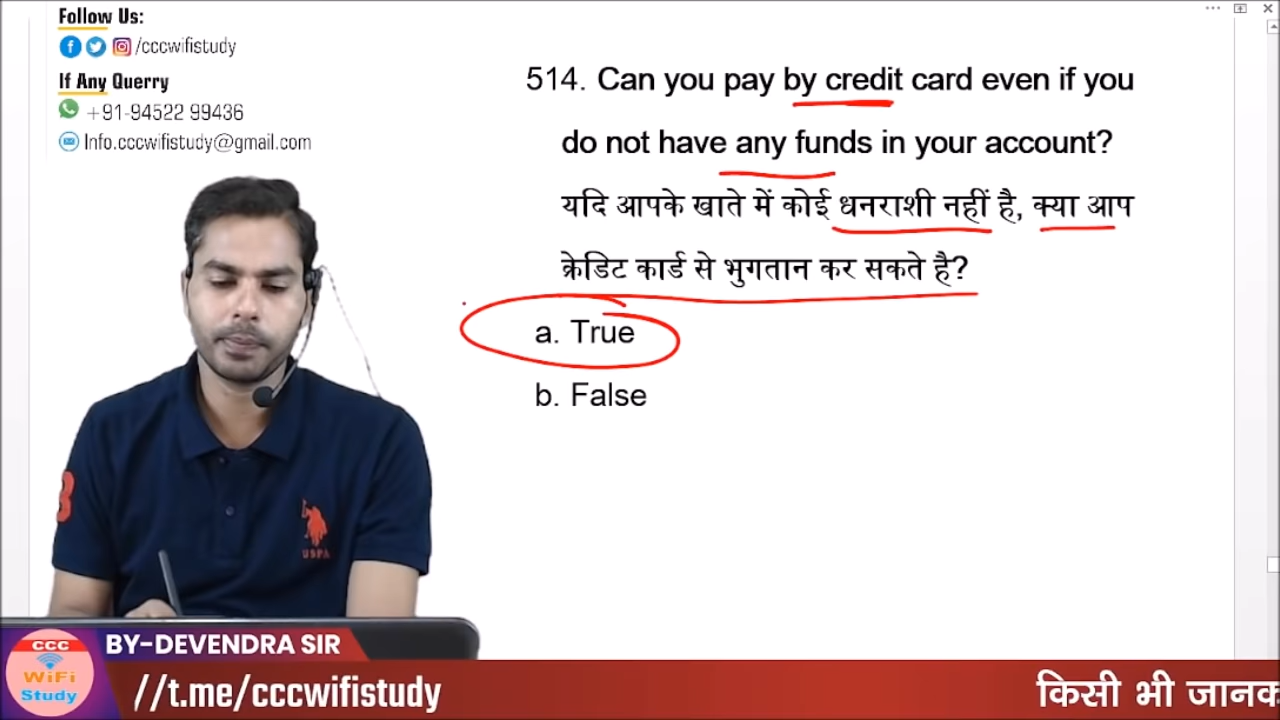 Follow Us:
/cccwifistudy
If Any Querry
+91-94522 99436
Info.cccwifistudy@gmail.com
514. Can you pay by credit card even if you
do not have any funds in your account?
यदि आपके खाते में कोई धनराशी नहीं है, क्या आप
क्रेडिट कार्ड से भुगतान कर सकते है?
a. True
b. False
3
USPA
CCC
WiFi
Study
BY-DEVENDRA SIR
//t.me/cccwifistudy
किसी भी जानक